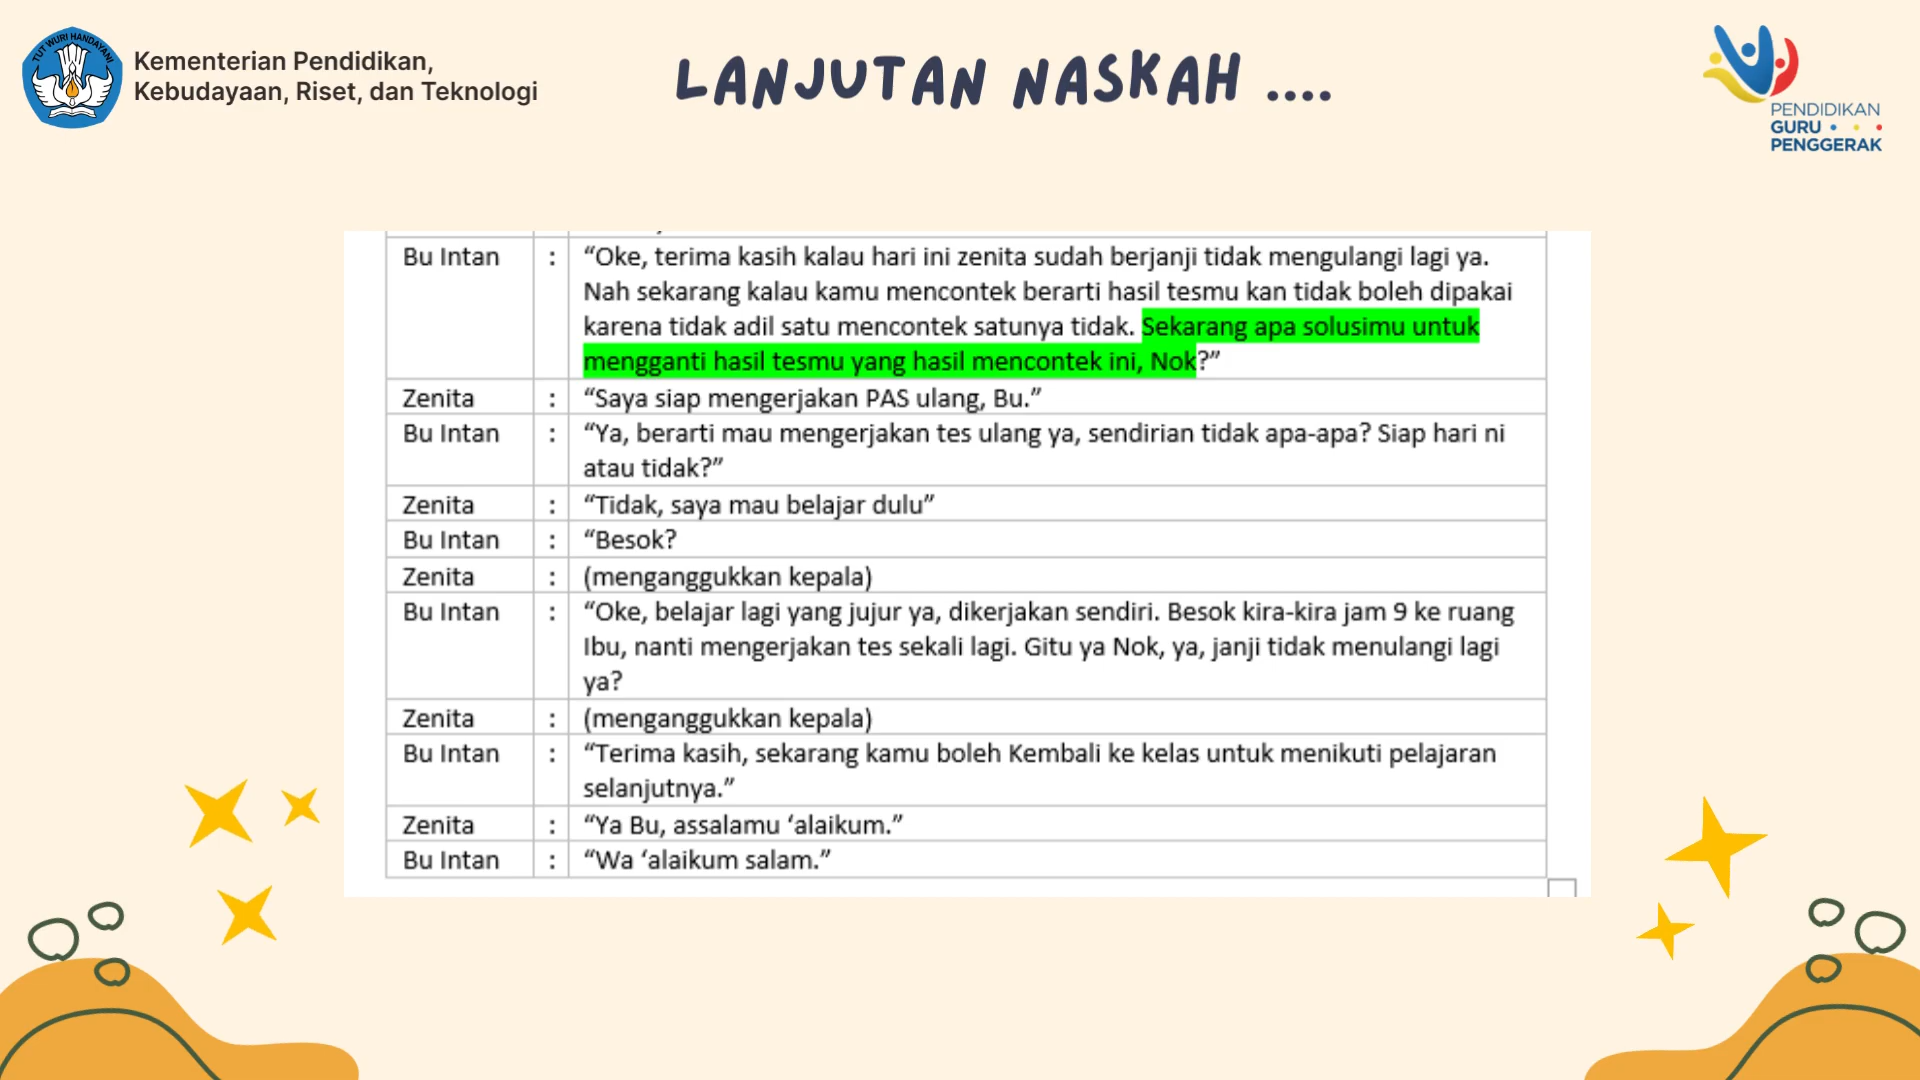 TUT WURI HANDAYANI
Kementerian Pendidikan,
Kebudayaan, Riset, dan Teknologi
LANJUTAN NASKAH ....
PENDIDIKAN
GURU
PENGGERAK
Bu Intan : “Oke, terima kasih kalau hari ini zenita sudah berjanji tidak mengulangi lagi ya.
Nah sekarang kalau kamu mencontek berarti hasil tesmu kan tidak boleh dipakai
karena tidak adil satu mencontek satunya tidak. Sekarang apa solusimu untuk
mengganti hasil tesmu yang hasil mencontek ini, Nok?”
Zenita : “Saya siap mengerjakan PAS ulang, Bu.”
Bu Intan : “Ya, berarti mau mengerjakan tes ulang ya, sendirian tidak apa-apa? Siap hari ni
atau tidak?”
Zenita : “Tidak, saya mau belajar dulu”
Bu Intan : “Besok?
Zenita : (menganggukkan kepala)
Bu Intan : “Oke, belajar lagi yang jujur ya, dikerjakan sendiri. Besok kira-kira jam 9 ke ruang
Ibu, nanti mengerjakan tes sekali lagi. Gitu ya Nok, ya, janji tidak menulangi lagi
ya?
Zenita : (menganggukkan kepala)
Bu Intan : “Terima kasih, sekarang kamu boleh Kembali ke kelas untuk menikuti pelajaran
selanjutnya.”
Zenita : “Ya Bu, assalamu ‘alaikum.”
Bu Intan : “Wa ‘alaikum salam.”